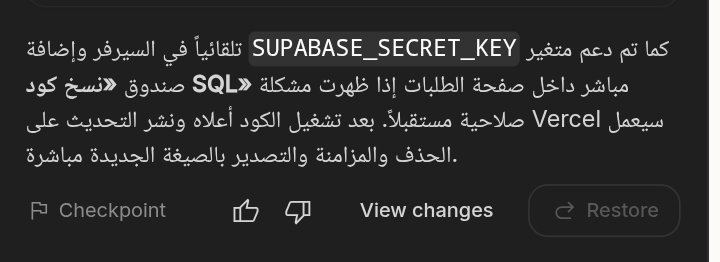 كما تم دعم متغير SUPABASE_SECRET_KEY تلقائياً في السيرفر وإضافة
صندوق «نسخ كود SQL» مباشر داخل صفحة الطلبات إذا ظهرت مشكلة
صلاحية مستقبلاً. بعد تشغيل الكود أعلاه ونشر التحديث على Vercel سيعمل
الحذف والمزامنة والتصدير بالصيغة الجديدة مباشرة.
Checkpoint View changes Restore